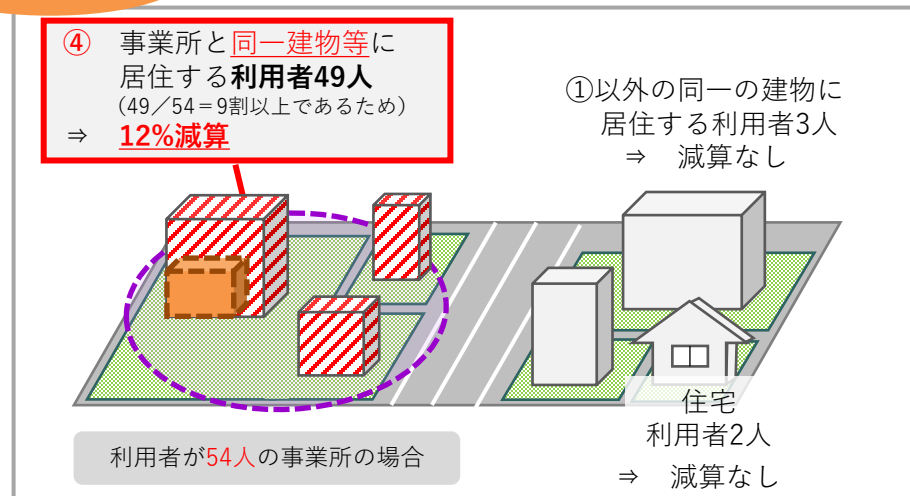 ④ 事業所と同一建物等に
居住する利用者49人
（49／54＝9割以上であるため）
⇒ 12%減算
①以外の同一の建物に
居住する利用者3人
⇒ 減算なし
住宅
利用者2人
⇒ 減算なし
利用者が54人の事業所の場合